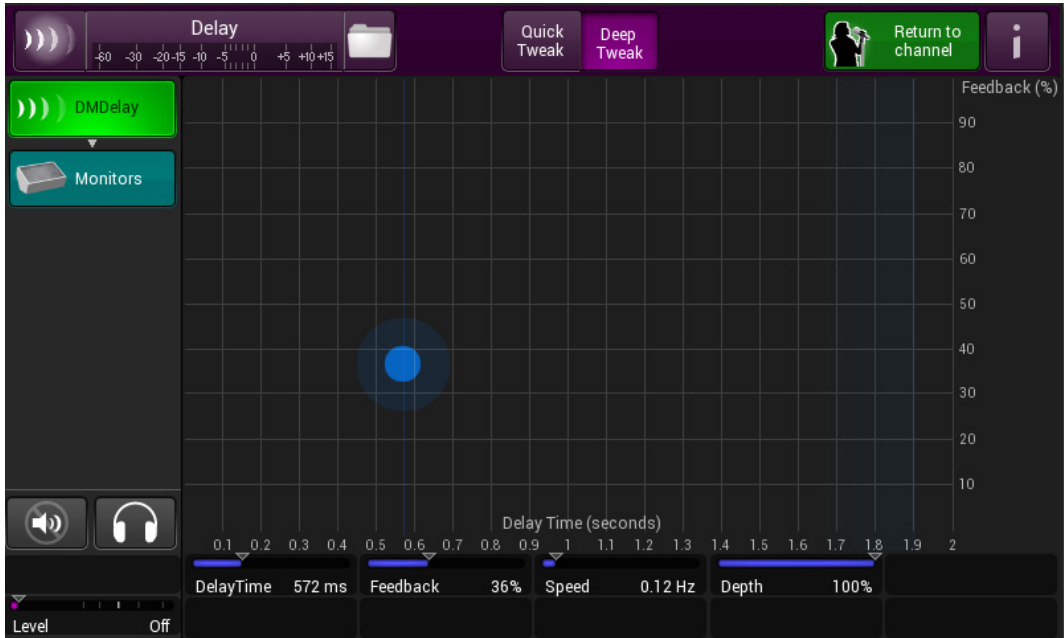 Delay
-60 -30 -20 -15 -10 -5 0 +5 +10 +15
Quick
Tweak
Deep
Tweak
Return to
channel
i
DMDelay
Monitors
Feedback (%)
90
80
70
60
50
40
30
20
10
Delay Time (seconds)
0.1 0.2 0.3 0.4 0.5 0.6 0.7 0.8 0.9 1 1.1 1.2 1.3 1.4 1.5 1.6 1.7 1.8 1.9 2
DelayTime 572 ms Feedback 36% Speed 0.12 Hz Depth 100%
Level Off